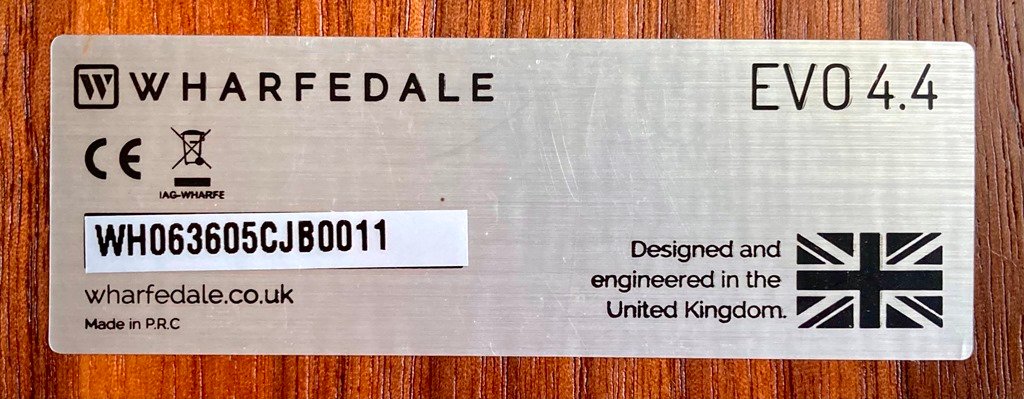 W WHARFEDALE
EVO 4.4
CE
IAG-WHARFE
WH063605CJB0011
wharfedale.co.uk
Made in P.R.C
Designed and
engineered in the
United Kingdom.